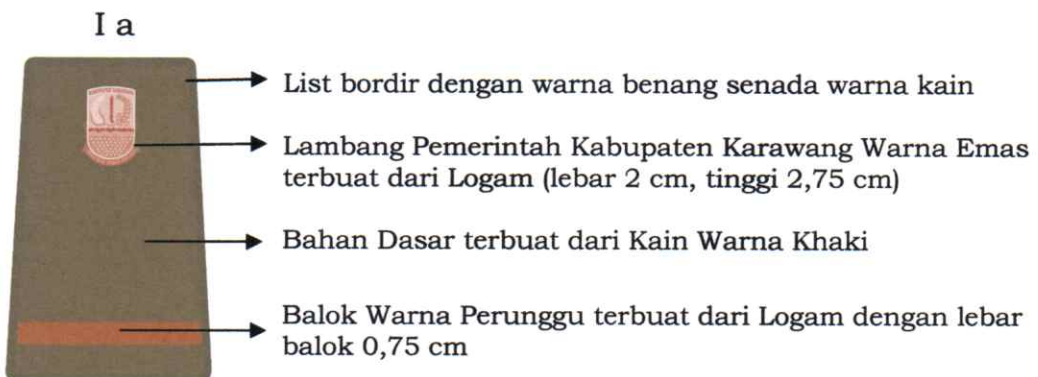 I a
List bordir dengan warna benang senada warna kain
Lambang Pemerintah Kabupaten Karawang Warna Emas
terbuat dari Logam (lebar 2 cm, tinggi 2,75 cm)
Bahan Dasar terbuat dari Kain Warna Khaki
Balok Warna Perunggu terbuat dari Logam dengan lebar
balok 0,75 cm